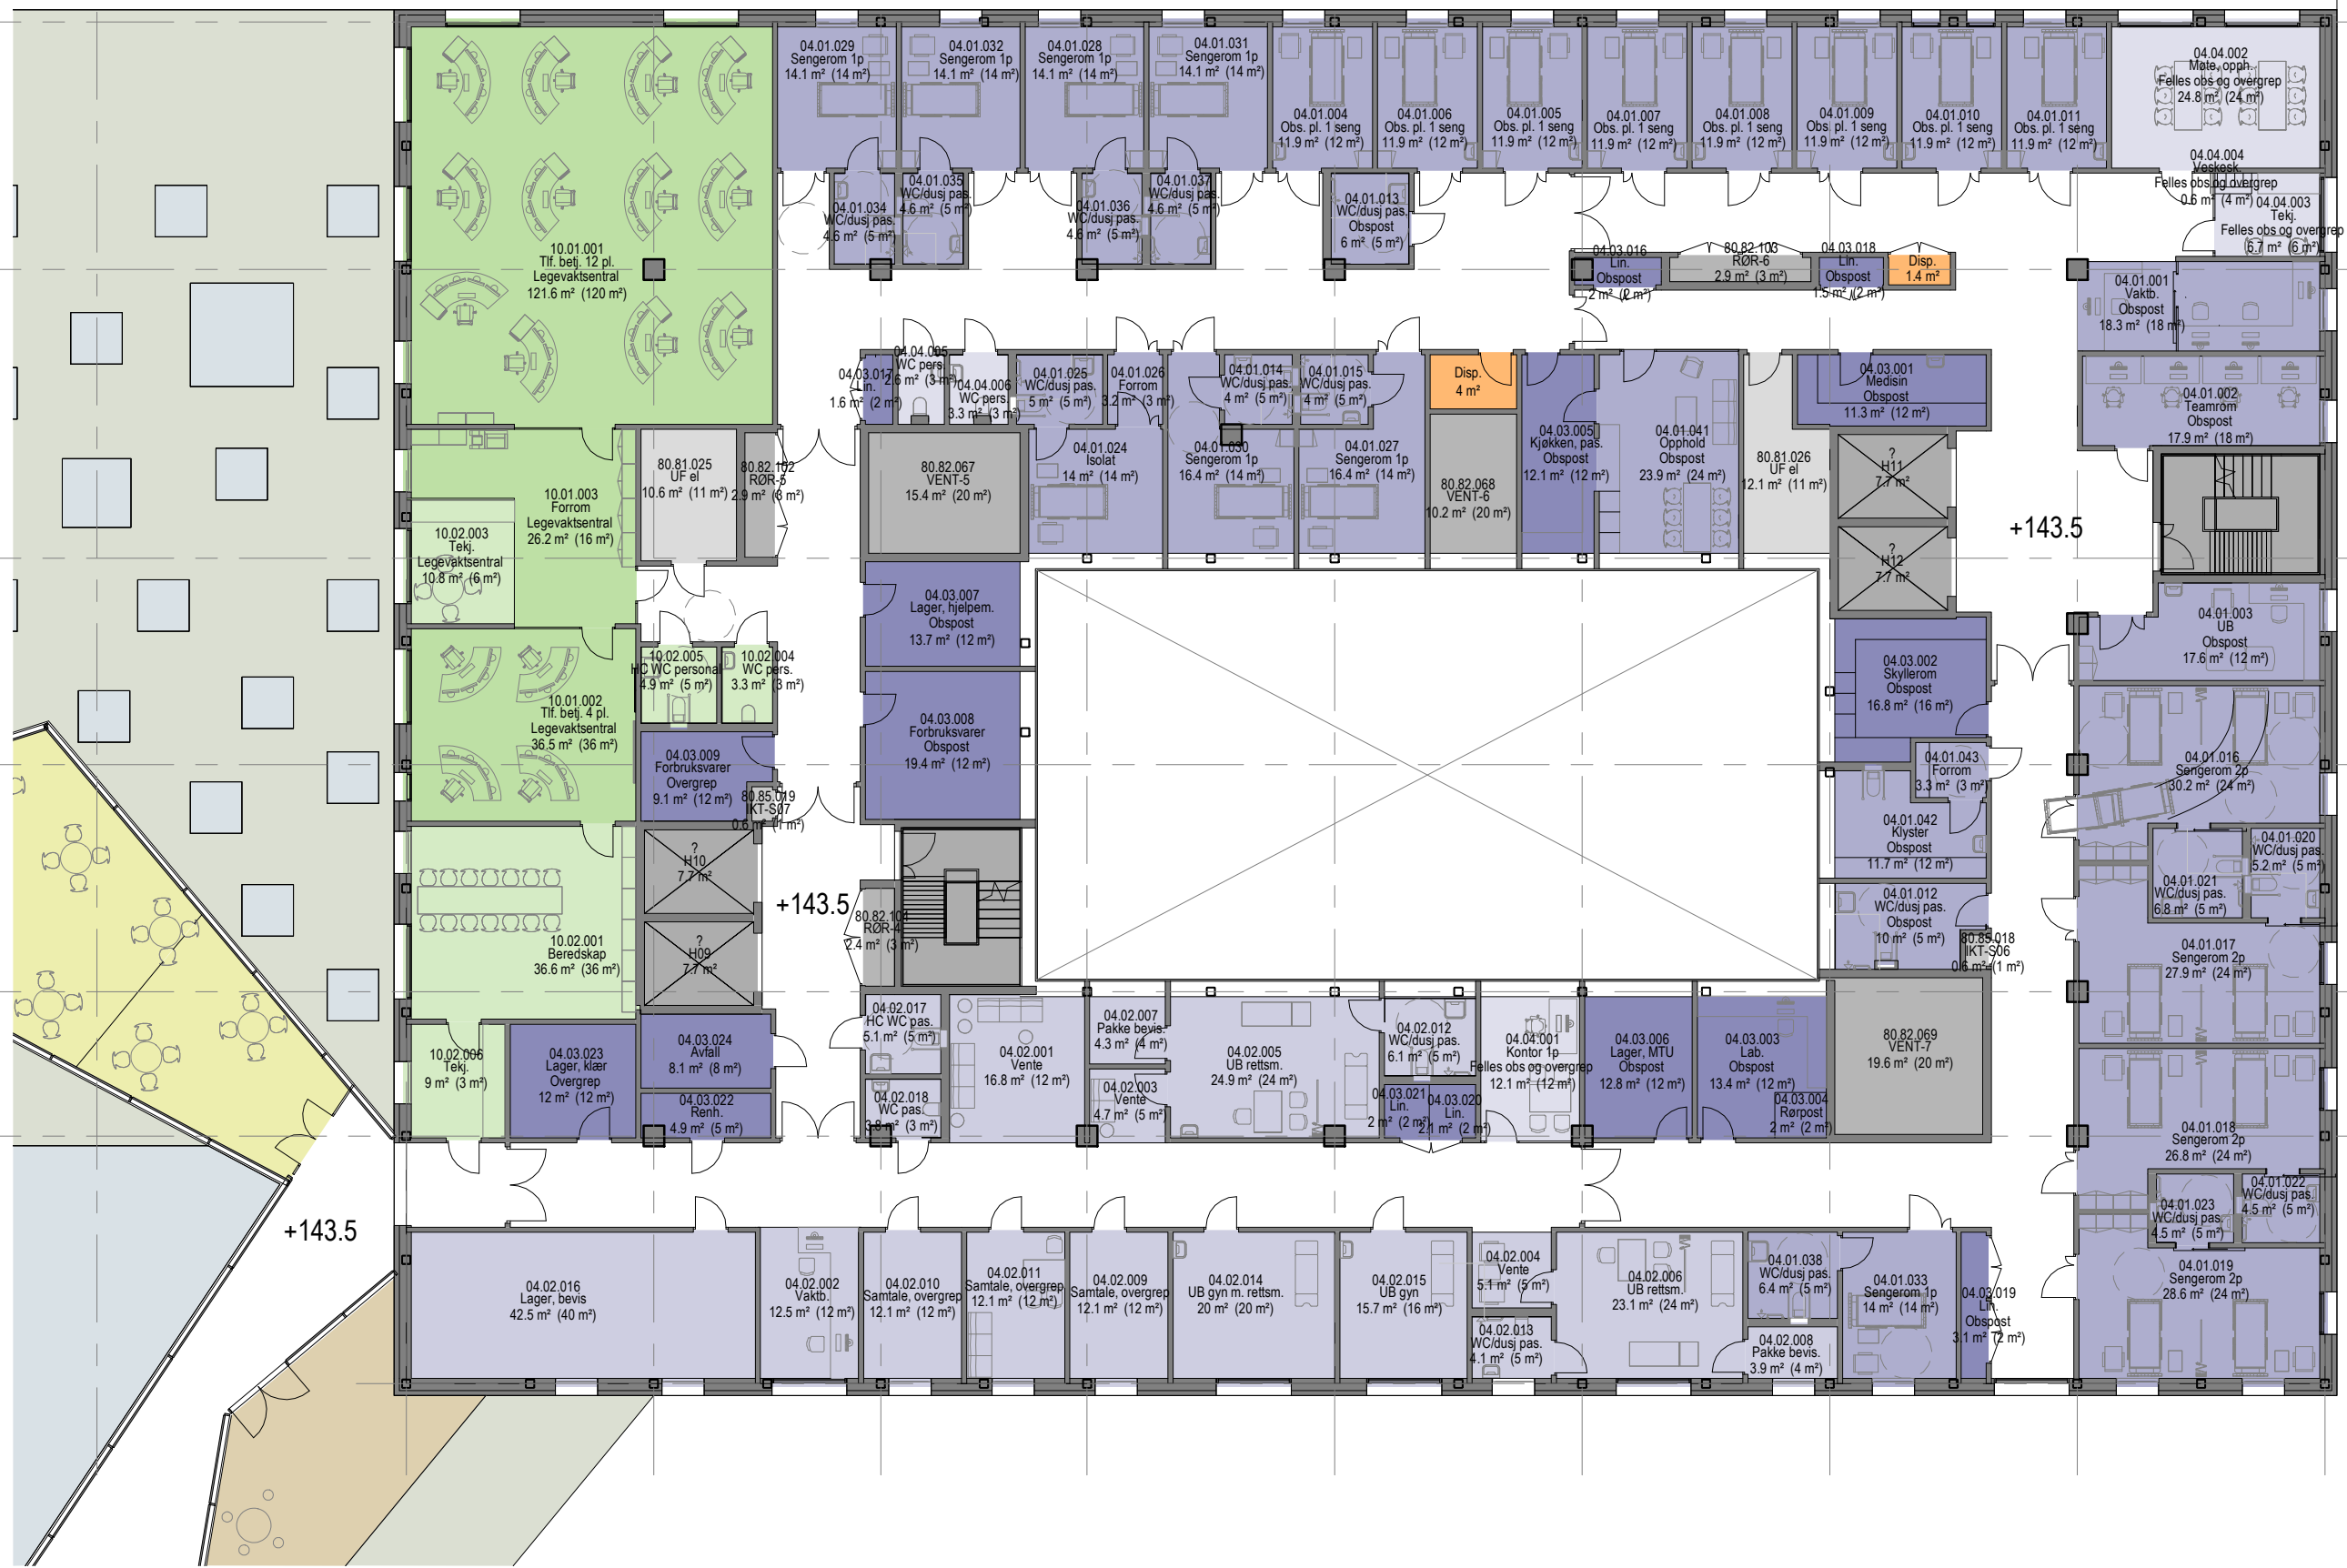 04.01.029
Sengerom 1p
14.1 m² (14 m²)
04.01.032
Sengerom 1p
14.1 m² (14 m²)
04.01.028
Sengerom 1p
14.1 m² (14 m²)
04.01.031
Sengerom 1p
14.1 m² (14 m²)
04.01.004
Obs. pl. 1 seng
11.9 m² (12 m²)
04.01.006
Obs. pl. 1 seng
11.9 m² (12 m²)
04.01.005
Obs. pl. 1 seng
11.9 m² (12 m²)
04.01.007
Obs. pl. 1 seng
11.9 m² (12 m²)
04.01.008
Obs. pl. 1 seng
11.9 m² (12 m²)
04.01.009
Obs. pl. 1 seng
11.9 m² (12 m²)
04.01.010
Obs. pl. 1 seng
11.9 m² (12 m²)
04.01.011
Obs. pl. 1 seng
11.9 m² (12 m²)
04.04.002
Møte, opph.
Felles obs og overgrep
24.8 m² (24 m²)
04.04.004
Veskesk.
Felles obs og overgrep
0.6 m² (4 m²)
04.04.003
Tekj.
Felles obs og overgrep
6.7 m² (6 m²)
04.01.034
WC/dusj pas.
4.6 m² (5 m²)
04.01.035
WC/dusj pas.
4.6 m² (5 m²)
04.01.036
WC/dusj pas.
4.6 m² (5 m²)
04.01.037
WC/dusj pas.
4.6 m² (5 m²)
04.01.013
WC/dusj pas.
Obspost
6 m² (5 m²)
10.01.001
Tlf. betj. 12 pl.
Legevaktsentral
121.6 m² (120 m²)
04.03.016
Lin.
Obspost
2 m² (2 m²)
80.82.103
RØR-6
2.9 m² (3 m²)
04.03.018
Lin.
Obspost
1.5 m² (2 m²)
Disp.
1.4 m²
04.01.001
Vaktb.
Obspost
18.3 m² (18 m²)
04.03.017
Lin.
1.6 m² (2 m²)
04.04.005
WC pers.
2.6 m² (3 m²)
04.04.006
WC pers.
3.3 m² (3 m²)
04.01.025
WC/dusj pas.
5 m² (5 m²)
04.01.026
Forrom
3.2 m² (3 m²)
04.01.014
WC/dusj pas.
4 m² (5 m²)
04.01.015
WC/dusj pas.
4 m² (5 m²)
Disp.
4 m²
04.03.001
Medisin
Obspost
11.3 m² (12 m²)
04.01.002
Teamrom
Obspost
17.9 m² (18 m²)
10.01.003
Forrom
Legevaktsentral
26.2 m² (16 m²)
10.02.003
Tekj.
Legevaktsentral
10.8 m² (6 m²)
80.81.025
UF el
10.6 m² (11 m²)
80.82.102
RØR-5
2.9 m² (3 m²)
80.82.067
VENT-5
15.4 m² (20 m²)
04.01.024
Isolat
14 m² (14 m²)
04.01.030
Sengerom 1p
16.4 m² (14 m²)
04.01.027
Sengerom 1p
16.4 m² (14 m²)
80.82.068
VENT-6
10.2 m² (20 m²)
04.03.005
Kjøkken, pas.
Obspost
12.1 m² (12 m²)
04.01.041
Opphold
Obspost
23.9 m² (24 m²)
80.81.026
UF el
12.1 m² (11 m²)
?
H11
7.7 m²
?
H12
7.7 m²
+143.5
04.03.007
Lager, hjelpem.
Obspost
13.7 m² (12 m²)
04.01.003
UB
Obspost
17.6 m² (12 m²)
10.02.005
HC WC personal
4.9 m² (5 m²)
10.02.004
WC pers.
3.3 m² (3 m²)
10.01.002
Tlf. betj. 4 pl.
Legevaktsentral
36.5 m² (36 m²)
04.03.008
Forbruksvarer
Obspost
19.4 m² (12 m²)
04.03.002
Skyllerom
Obspost
16.8 m² (16 m²)
04.03.009
Forbruksvarer
Overgrep
9.1 m² (12 m²)
80.85.019
IKT-S07
0.6 m² (1 m²)
04.01.043
Forrom
3.3 m² (3 m²)
04.01.016
Sengerom 2p
30.2 m² (24 m²)
04.01.042
Klyster
Obspost
11.7 m² (12 m²)
04.01.020
WC/dusj pas.
5.2 m² (5 m²)
04.01.021
WC/dusj pas.
6.8 m² (5 m²)
?
H10
7.7 m²
+143.5
80.82.104
RØR-4
2.4 m² (3 m²)
04.01.012
WC/dusj pas.
Obspost
10 m² (5 m²)
80.85.018
IKT-S06
0.6 m² (1 m²)
10.02.001
Beredskap
36.6 m² (36 m²)
?
H09
7.7 m²
04.01.017
Sengerom 2p
27.9 m² (24 m²)
10.02.006
Tekj.
9 m² (3 m²)
04.03.023
Lager, klær
Overgrep
12 m² (12 m²)
04.03.024
Avfall
8.1 m² (8 m²)
04.03.022
Renh.
4.9 m² (5 m²)
04.02.017
HC WC pas.
5.1 m² (5 m²)
04.02.018
WC pas.
3.8 m² (3 m²)
04.02.001
Vente
16.8 m² (12 m²)
04.02.007
Pakke bevis.
4.3 m² (4 m²)
04.02.003
Vente
4.7 m² (5 m²)
04.02.005
UB rettsm.
24.9 m² (24 m²)
04.02.012
WC/dusj pas.
6.1 m² (5 m²)
04.03.021
Lin.
2 m² (2 m²)
04.03.020
Lin.
2.1 m² (2 m²)
04.04.001
Kontor 1p
Felles obs og overgrep
12.1 m² (12 m²)
04.03.006
Lager, MTU
Obspost
12.8 m² (12 m²)
04.03.003
Lab.
Obspost
13.4 m² (12 m²)
04.03.004
Rørpost
2 m² (2 m²)
80.82.069
VENT-7
19.6 m² (20 m²)
04.01.018
Sengerom 2p
26.8 m² (24 m²)
04.01.022
WC/dusj pas.
4.5 m² (5 m²)
04.01.023
WC/dusj pas.
4.5 m² (5 m²)
+143.5
04.02.016
Lager, bevis
42.5 m² (40 m²)
04.02.002
Vaktb.
12.5 m² (12 m²)
04.02.010
Samtale, overgrep
12.1 m² (12 m²)
04.02.011
Samtale, overgrep
12.1 m² (12 m²)
04.02.009
Samtale, overgrep
12.1 m² (12 m²)
04.02.014
UB gyn m. rettsm.
20 m² (20 m²)
04.02.015
UB gyn
15.7 m² (16 m²)
04.02.004
Vente
5.1 m² (5 m²)
04.02.013
WC/dusj pas.
4.1 m² (5 m²)
04.02.006
UB rettsm.
23.1 m² (24 m²)
04.01.038
WC/dusj pas.
6.4 m² (5 m²)
04.02.008
Pakke bevis.
3.9 m² (4 m²)
04.01.033
Sengerom 1p
14 m² (14 m²)
04.03.019
Lin.
Obspost
3.1 m² (2 m²)
04.01.019
Sengerom 2p
28.6 m² (24 m²)